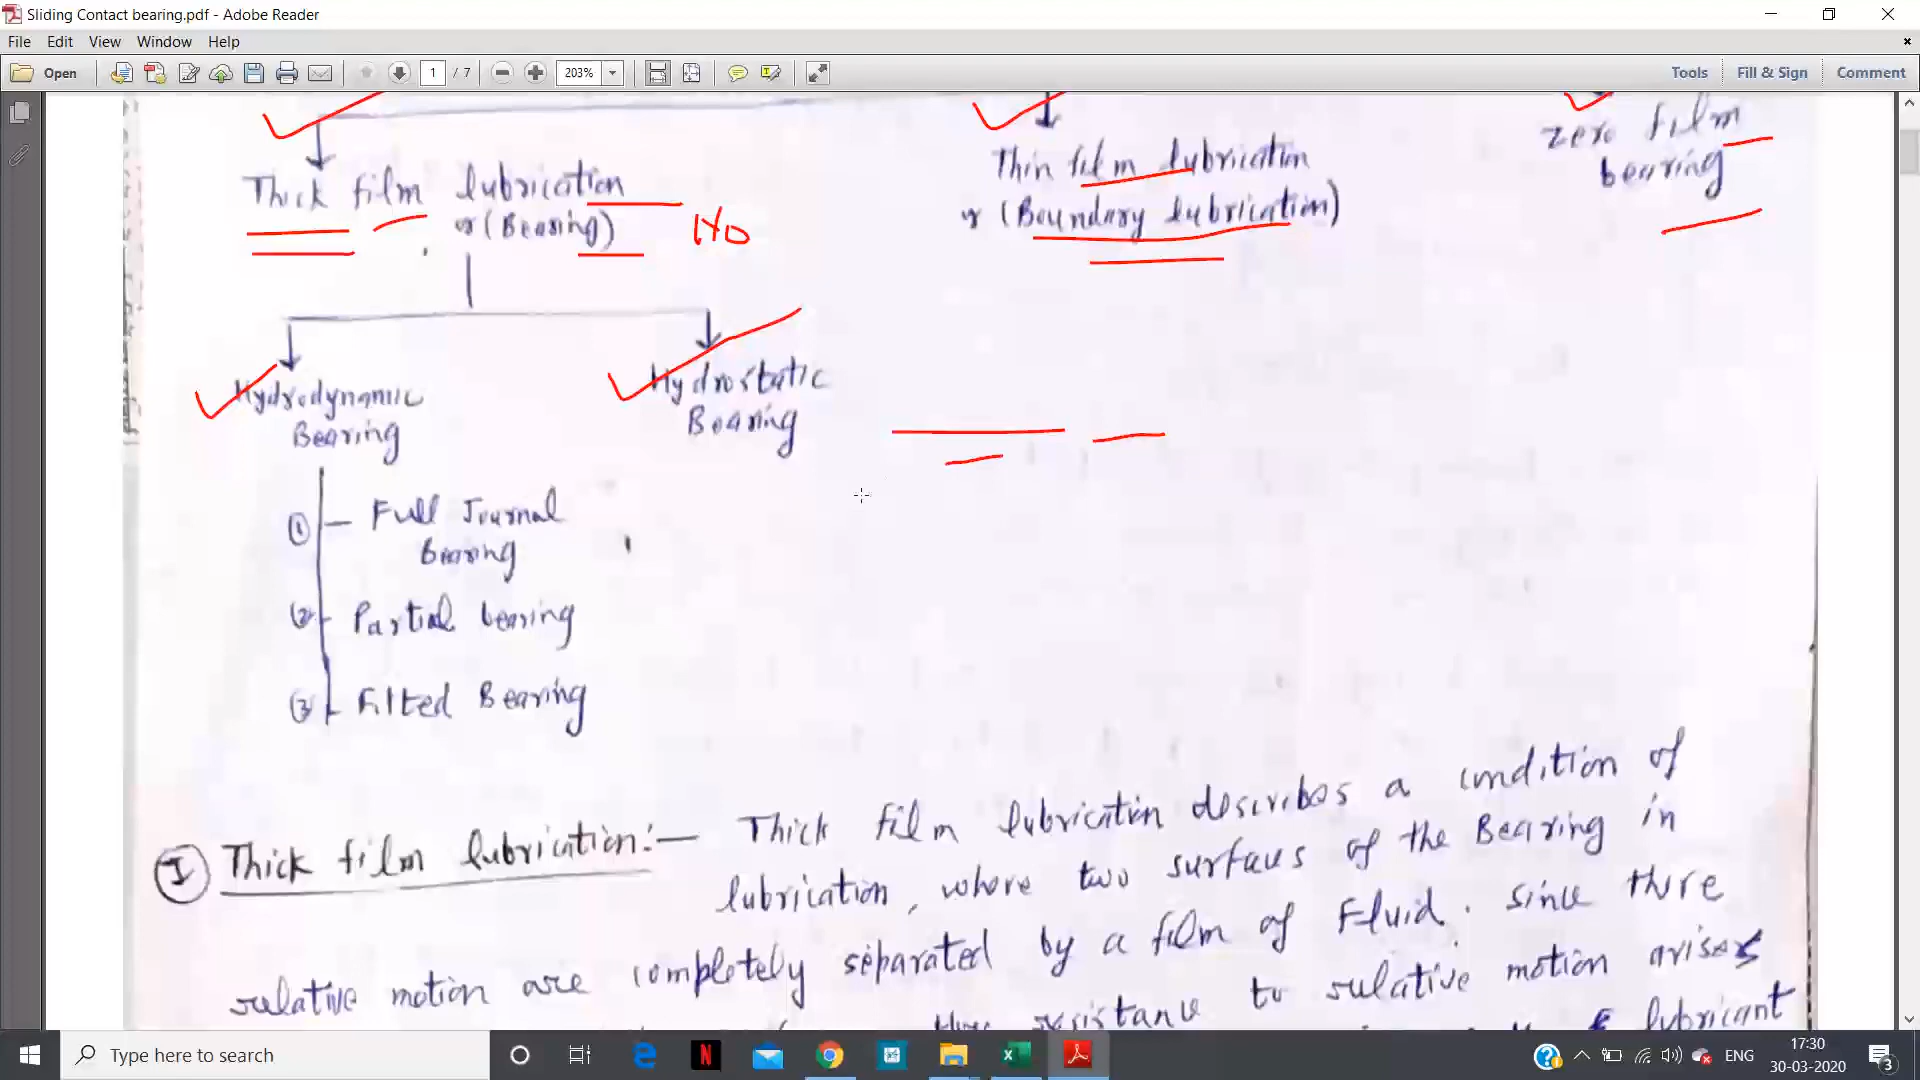 Sliding Contact bearing.pdf - Adobe Reader
File Edit View Window Help
Open 1 / 7 203% Tools Fill & Sign Comment
Thick film lubrication
or (Bearing)
No
Thin film lubrication
or (Boundary lubrication)
zero film
bearing
Hydrodynamic
Bearing
Hydrostatic
Bearing
① Full Journal
bearing
② Partial bearing
③ Filted Bearing
Ⓘ Thick film lubrication:— Thick film lubrication describes a condition of
lubrication, where two surfaces of the Bearing in
relative motion are completely separated by a film of Fluid. since there
resistance to relative motion arises
lubricant
Type here to search
ENG
17:30
30-03-2020
3